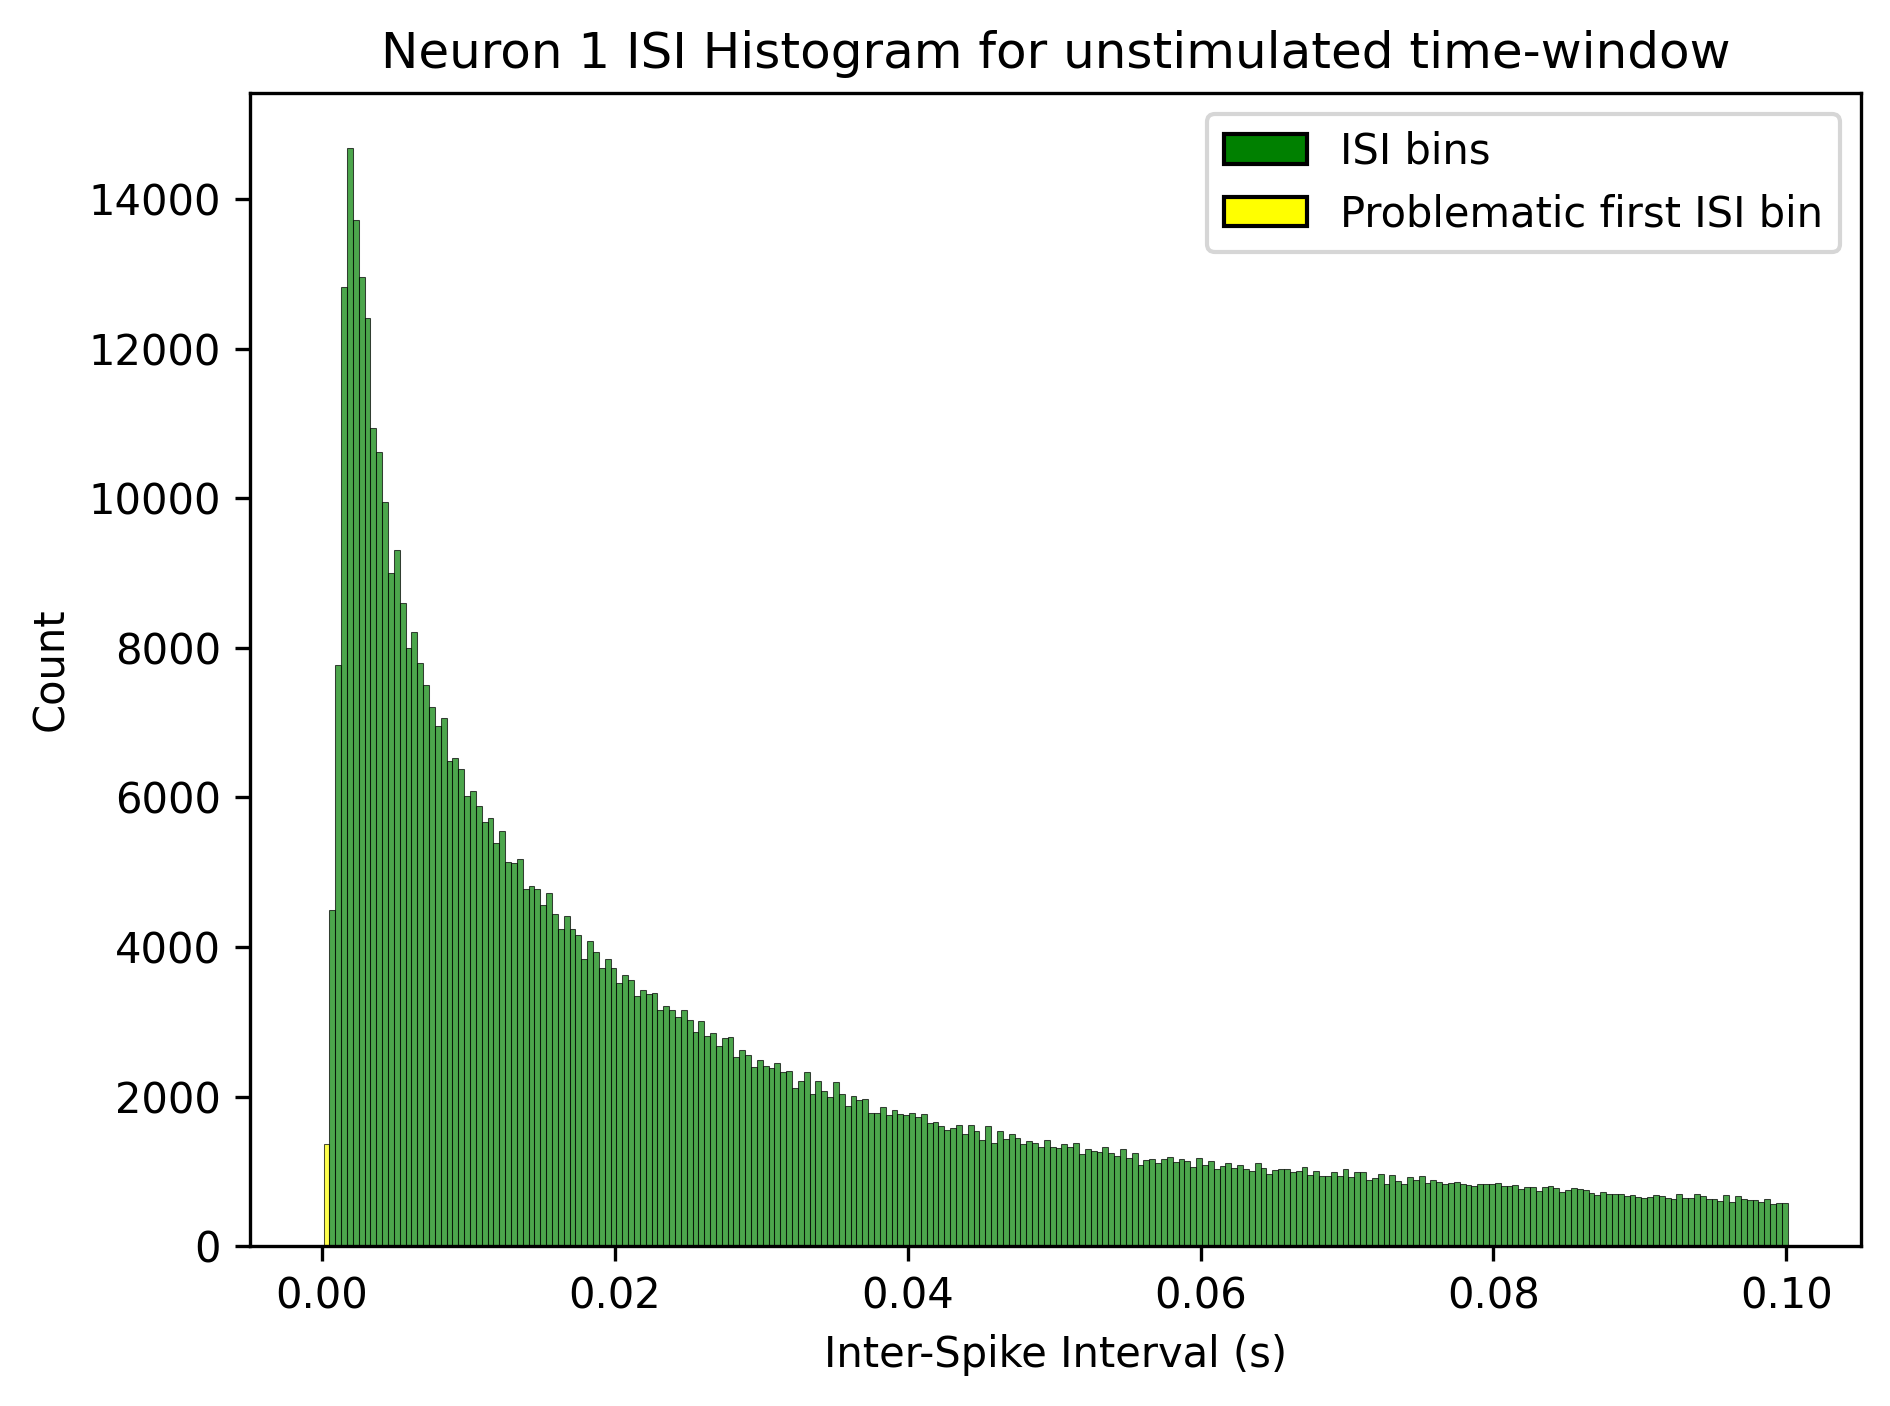 Neuron 1 ISI Histogram for unstimulated time-window
ISI bins
Problematic first ISI bin
14000
12000
10000
8000
6000
4000
2000
0
Count
0.00 0.02 0.04 0.06 0.08 0.10
Inter-Spike Interval (s)